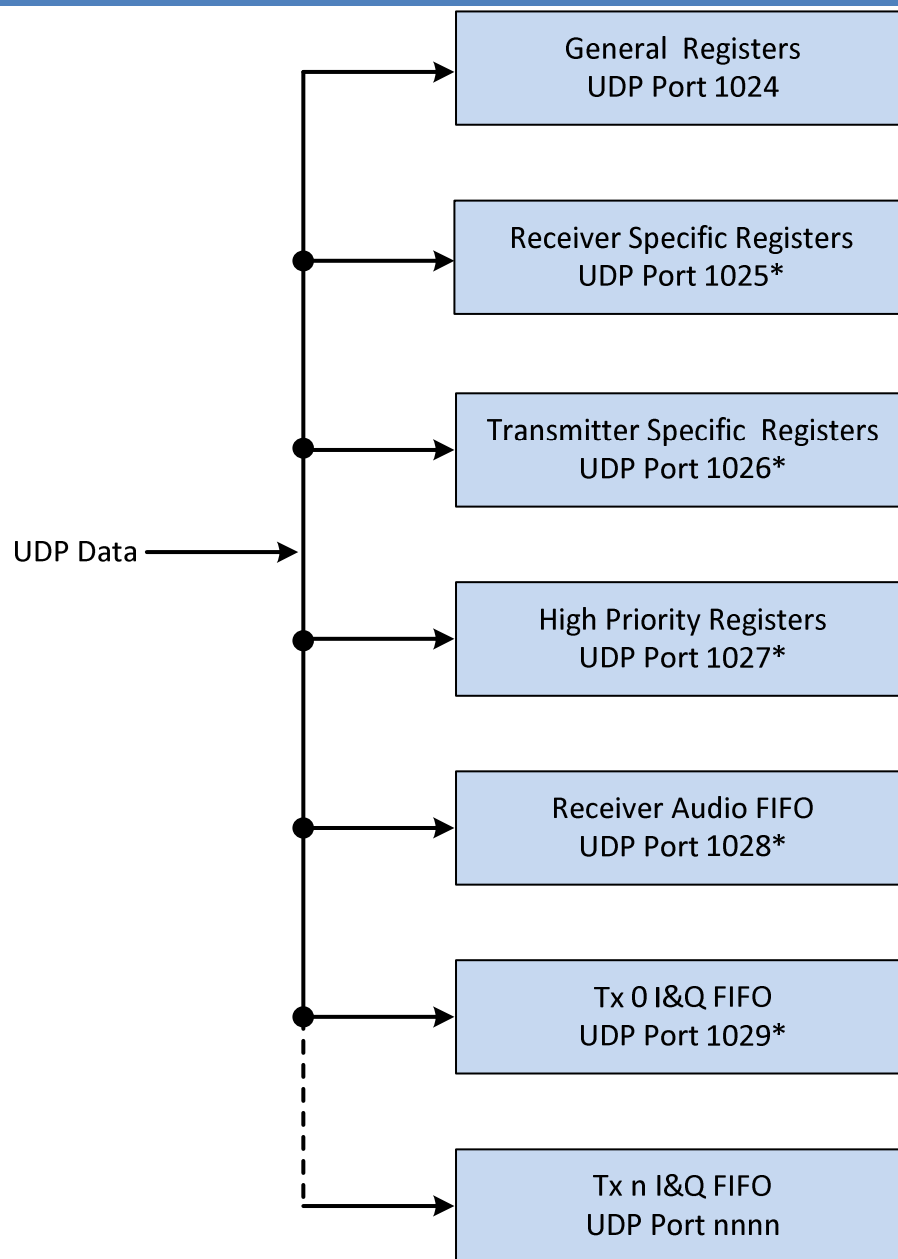 General Registers
UDP Port 1024
Receiver Specific Registers
UDP Port 1025*
Transmitter Specific Registers
UDP Port 1026*
UDP Data
High Priority Registers
UDP Port 1027*
Receiver Audio FIFO
UDP Port 1028*
Tx 0 I&Q FIFO
UDP Port 1029*
Tx n I&Q FIFO
UDP Port nnnn